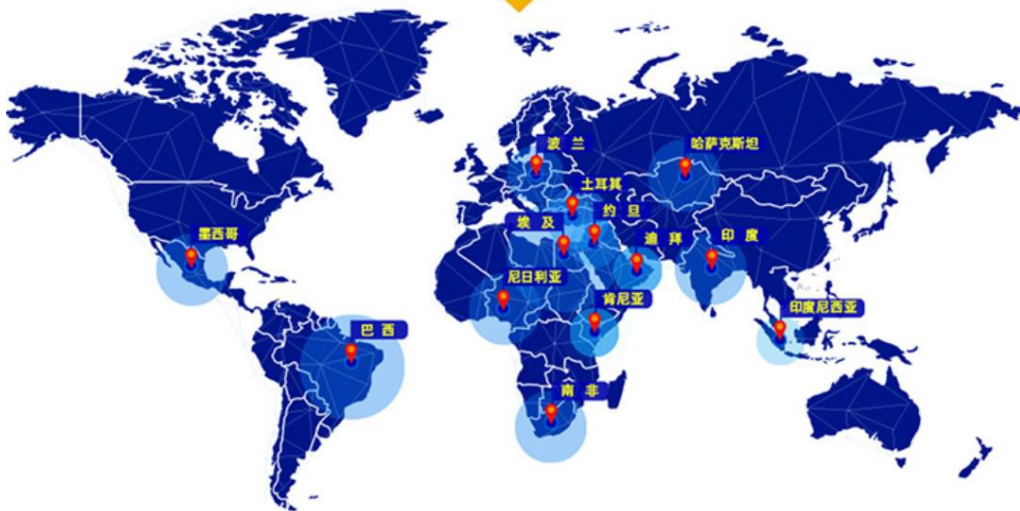 波 兰
哈萨克斯坦
土耳其
约 旦
埃 及
墨西哥
迪 拜
印 度
尼日利亚
肯尼亚
印度尼西亚
巴 西
南 非